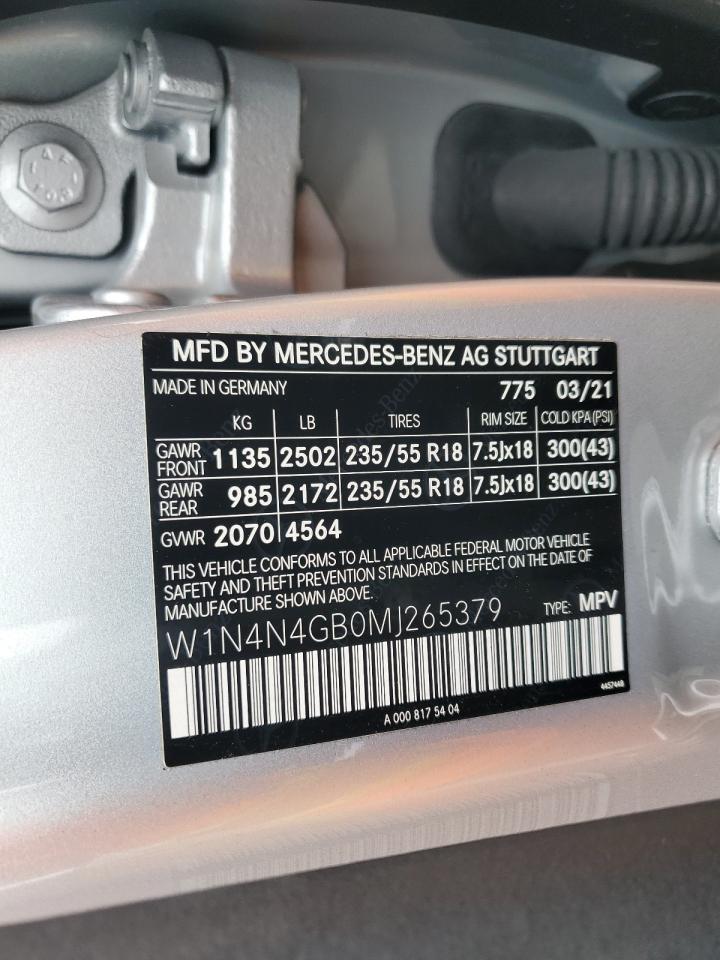 MFD BY MERCEDES-BENZ AG STUTTGART
MADE IN GERMANY 775 03/21
KG LB TIRES RIM SIZE COLD KPA (PSI)
GAWR FRONT 1135 2502 235/55 R18 7.5Jx18 300(43)
GAWR REAR 985 2172 235/55 R18 7.5Jx18 300(43)
GVWR 2070 4564
THIS VEHICLE CONFORMS TO ALL APPLICABLE FEDERAL MOTOR VEHICLE
SAFETY AND THEFT PREVENTION STANDARDS IN EFFECT ON THE DATE OF
MANUFACTURE SHOWN ABOVE.
W1N4N4GB0MJ265379 TYPE: MPV
4457448
A 000 817 54 04